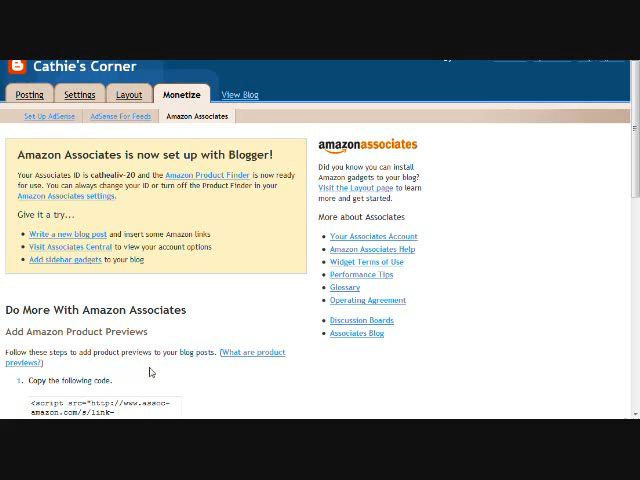 Cathie's Corner
Posting Settings Layout Monetize View Blog
Set Up AdSense AdSense For Feeds Amazon Associates
Amazon Associates is now set up with Blogger!
Your Associates ID is cathealiv-20 and the Amazon Product Finder is now ready
for use. You can always change your ID or turn off the Product Finder in your
Amazon Associates settings.
Give it a try...
Write a new blog post and insert some Amazon links
Visit Associates Central to view your account options
Add sidebar gadgets to your blog
amazonassociates
Did you know you can install
Amazon gadgets to your blog?
Visit the Layout page to learn
more and get started.
More about Associates
Your Associates Account
Amazon Associates Help
Widget Terms of Use
Performance Tips
Glossary
Operating Agreement
Discussion Boards
Associates Blog
Do More With Amazon Associates
Add Amazon Product Previews
Follow these steps to add product previews to your blog posts. (What are product
previews?)
1. Copy the following code.
<script src="http://www.assoc-
amazon.com/s/link-